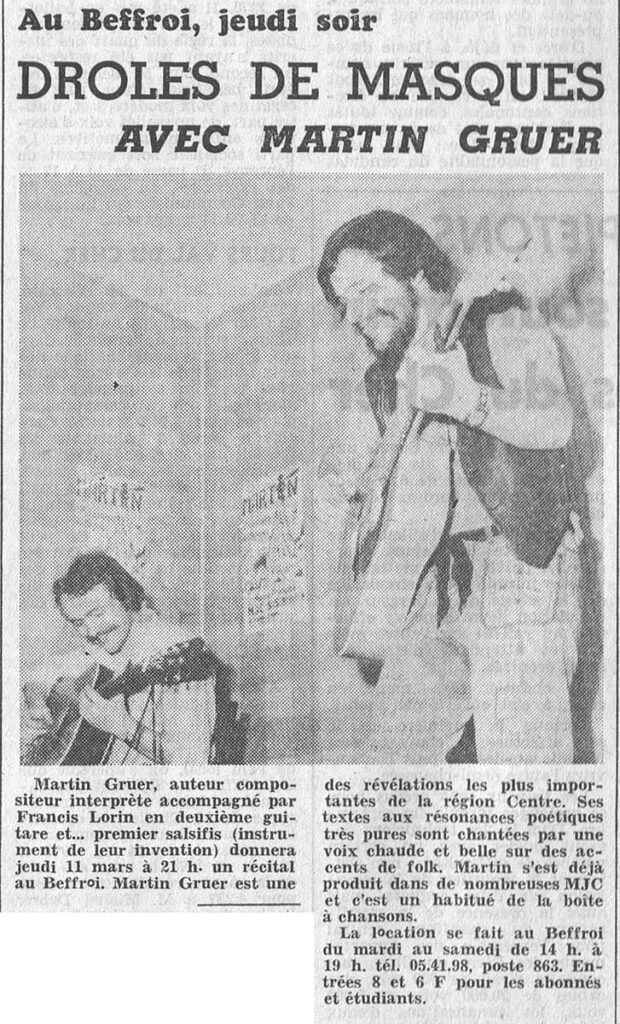 Au Beffroi, jeudi soir
DROLES DE MASQUES
AVEC MARTIN GRUER
MARTIN
MARTIN
Martin Gruer, auteur compo-
siteur interprète accompagné par
Francis Lorin en deuxième gui-
tare et... premier salsifis (instru-
ment de leur invention) donnera
jeudi 11 mars à 21 h. un récital
au Beffroi. Martin Gruer est une
des révélations les plus impor-
tantes de la région Centre. Ses
textes aux résonances poétiques
très pures sont chantées par une
voix chaude et belle sur des ac-
cents de folk. Martin s'est déjà
produit dans de nombreuses MJC
et c'est un habitué de la boîte
à chansons.
La location se fait au Beffroi
du mardi au samedi de 14 h. à
19 h. tél. 05.41.98, poste 863. En-
trées 8 et 6 F pour les abonnés
et étudiants.